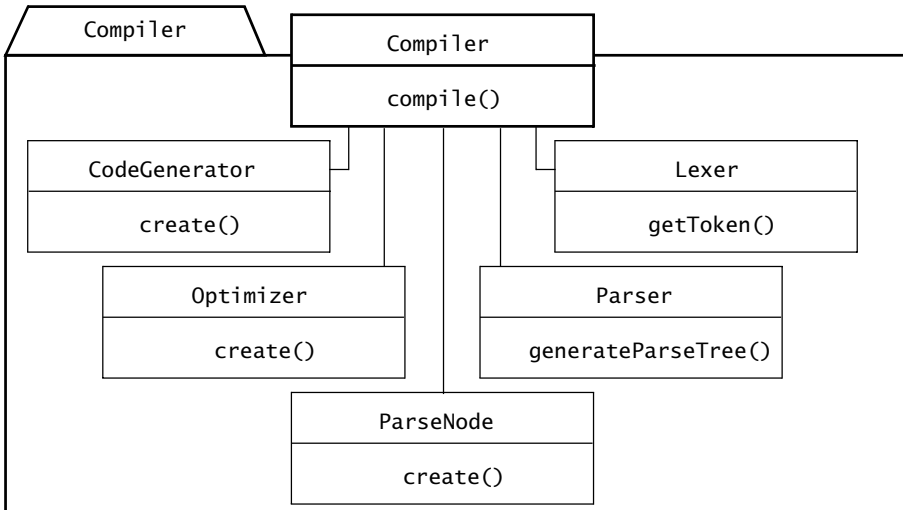 Compiler
Compiler
compile()
CodeGenerator
create()
Lexer
getToken()
Optimizer
create()
Parser
generateParseTree()
ParseNode
create()